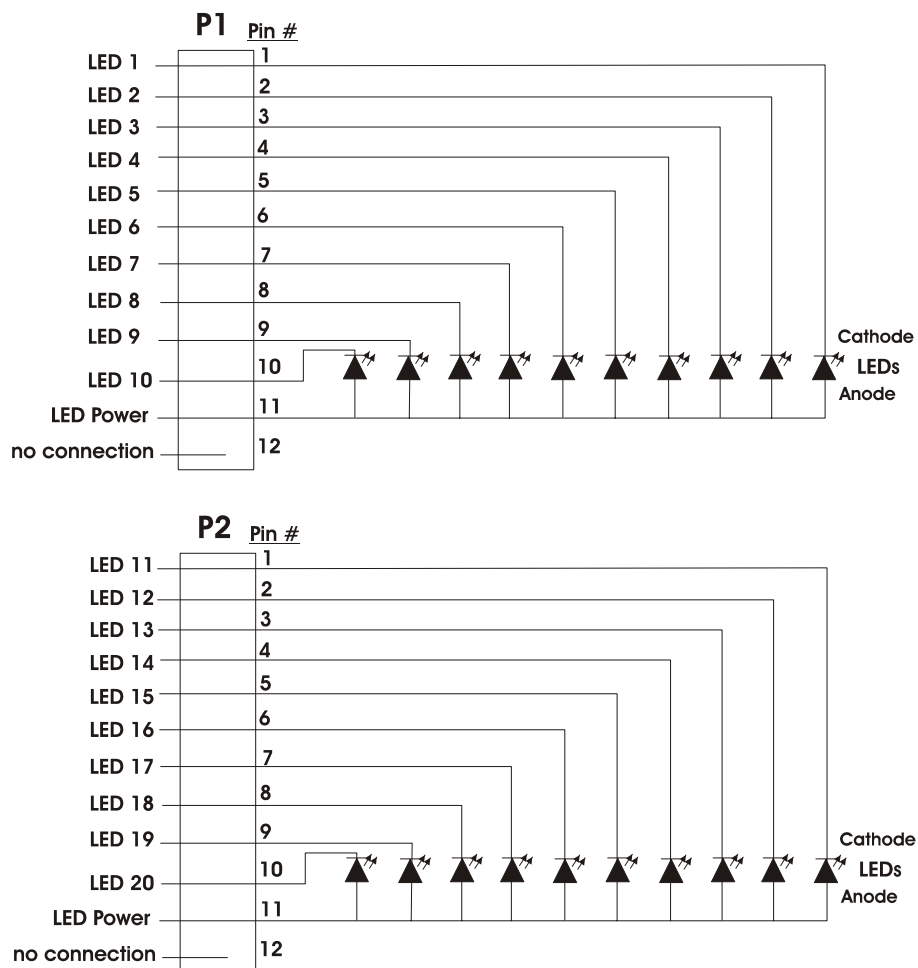 P1 Pin #
LED 1 1
LED 2 2
LED 3 3
LED 4 4
LED 5 5
LED 6 6
LED 7 7
LED 8 8
LED 9 9
Cathode
LED 10 10
LEDs
Anode
LED Power 11
no connection 12
P2 Pin #
LED 11 1
LED 12 2
LED 13 3
LED 14 4
LED 15 5
LED 16 6
LED 17 7
LED 18 8
LED 19 9
Cathode
LED 20 10
LEDs
Anode
LED Power 11
no connection 12